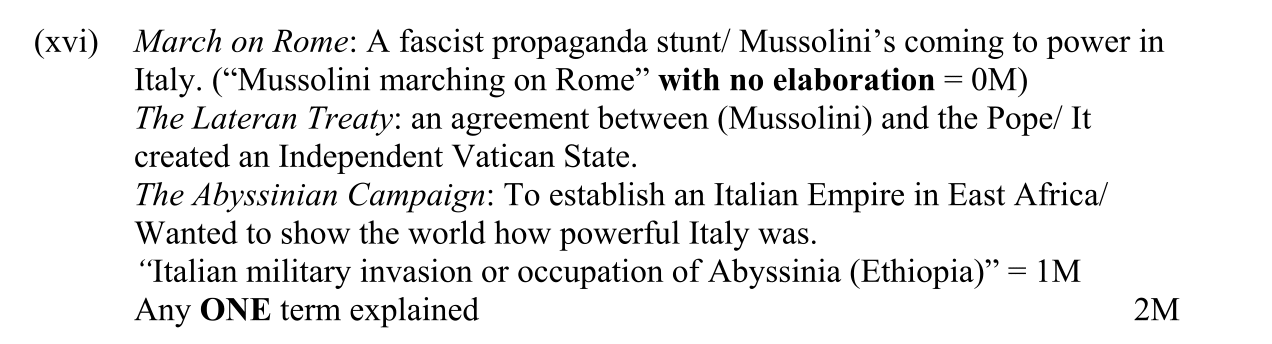 (xvi) March on Rome: A fascist propaganda stunt/ Mussolini’s coming to power in
Italy. (“Mussolini marching on Rome” with no elaboration = 0M)
The Lateran Treaty: an agreement between (Mussolini) and the Pope/ It
created an Independent Vatican State.
The Abyssinian Campaign: To establish an Italian Empire in East Africa/
Wanted to show the world how powerful Italy was.
“Italian military invasion or occupation of Abyssinia (Ethiopia)” = 1M
Any ONE term explained 2M